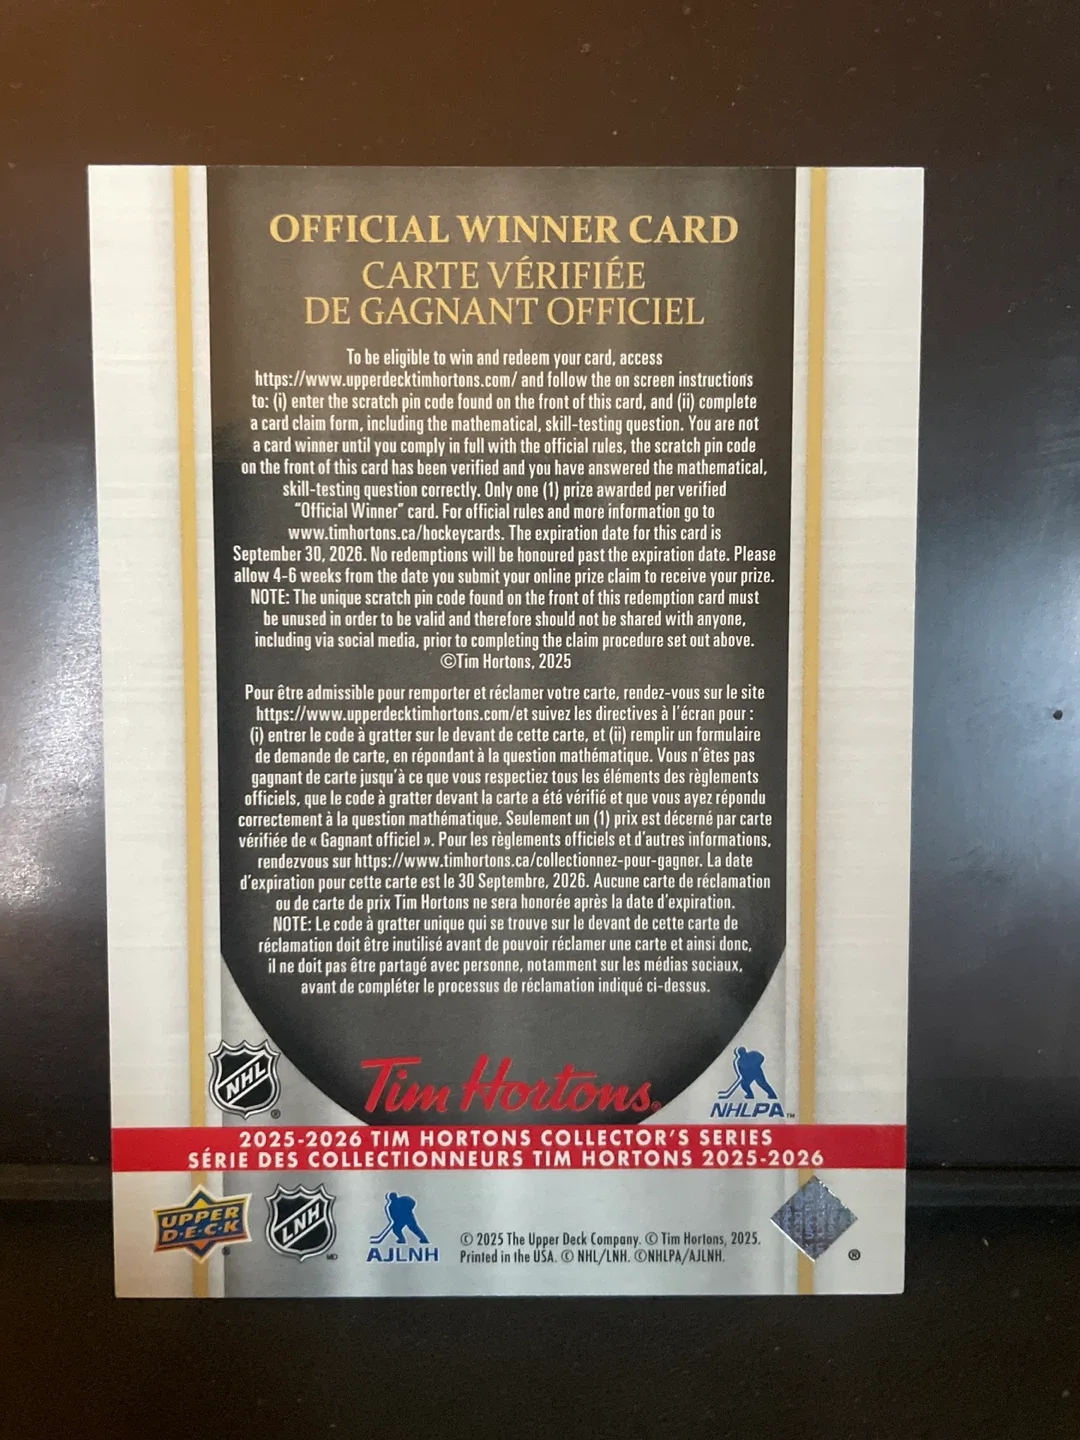 OFFICIAL WINNER CARD
CARTE VÉRIFIÉE
DE GAGNANT OFFICIEL
To be eligible to win and redeem your card, access
https://www.upperdecktimhortons.com/ and follow the on screen instructions
to: (i) enter the scratch pin code found on the front of this card, and (ii) complete
a card claim form, including the mathematical, skill-testing question. You are not
a card winner until you comply in full with the official rules, the scratch pin code
on the front of this card has been verified and you have answered the mathematical,
skill-testing question correctly. Only one (1) prize awarded per verified
"Official Winner" card. For official rules and more information go to
www.timhortons.ca/hockeycards. The expiration date for this card is
September 30, 2026. No redemptions will be honoured past the expiration date. Please
allow 4-6 weeks from the date you submit your online prize claim to receive your prize.
NOTE: The unique scratch pin code found on the front of this redemption card must
be unused in order to be valid and therefore should not be shared with anyone,
including via social media, prior to completing the claim procedure set out above.
©Tim Hortons, 2025
Pour être admissible pour remporter et réclamer votre carte, rendez-vous sur le site
https://www.upperdecktimhortons.com/et suivez les directives à l'écran pour :
(i) entrer le code à gratter sur le devant de cette carte, et (ii) remplir un formulaire
de demande de carte, en répondant à la question mathématique. Vous n'êtes pas
gagnant de carte jusqu'à ce que vous respectiez tous les éléments des règlements
officiels, que le code à gratter devant la carte a été vérifié et que vous ayez répondu
correctement à la question mathématique. Seulement un (1) prix est décerné par carte
vérifiée de « Gagnant officiel ». Pour les règlements officiels et d'autres informations,
rendezvous sur https://www.timhortons.ca/collectionnez-pour-gagner. La date
d'expiration pour cette carte est le 30 Septembre, 2026. Aucune carte de réclamation
ou de carte de prix Tim Hortons ne sera honorée après la date d'expiration.
NOTE: Le code à gratter unique qui se trouve sur le devant de cette carte de
réclamation doit être inutilisé avant de pouvoir réclamer une carte et ainsi donc,
il ne doit pas être partagé avec personne, notamment sur les médias sociaux,
avant de compléter le processus de réclamation indiqué ci-dessus.
NHL ®
Tim Hortons®
NHLPA™
2025-2026 TIM HORTONS COLLECTOR'S SERIES
SÉRIE DES COLLECTIONNEURS TIM HORTONS 2025-2026
UPPER
D·E·C·K ®
LNH MD
AJLNH
© 2025 The Upper Deck Company. © Tim Hortons, 2025.
Printed in the USA. © NHL/LNH. ©NHLPA/AJLNH.
®